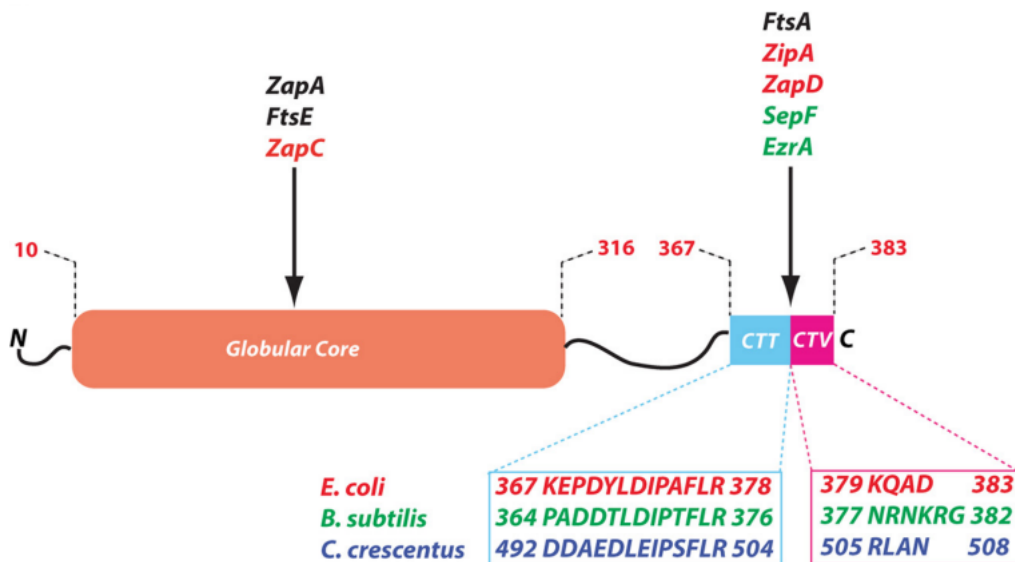 FtsA
ZipA
ZapD
SepF
EzrA
ZapA
FtsE
ZapC
10
316
367
383
N
Globular Core
CTT
CTV
C
E. coli 367 KEPDYLDIPAFLR 378 379 KQAD 383
B. subtilis 364 PADDTLDIPTFLR 376 377 NRNKRG 382
C. crescentus 492 DDAEDLEIPSFLR 504 505 RLAN 508